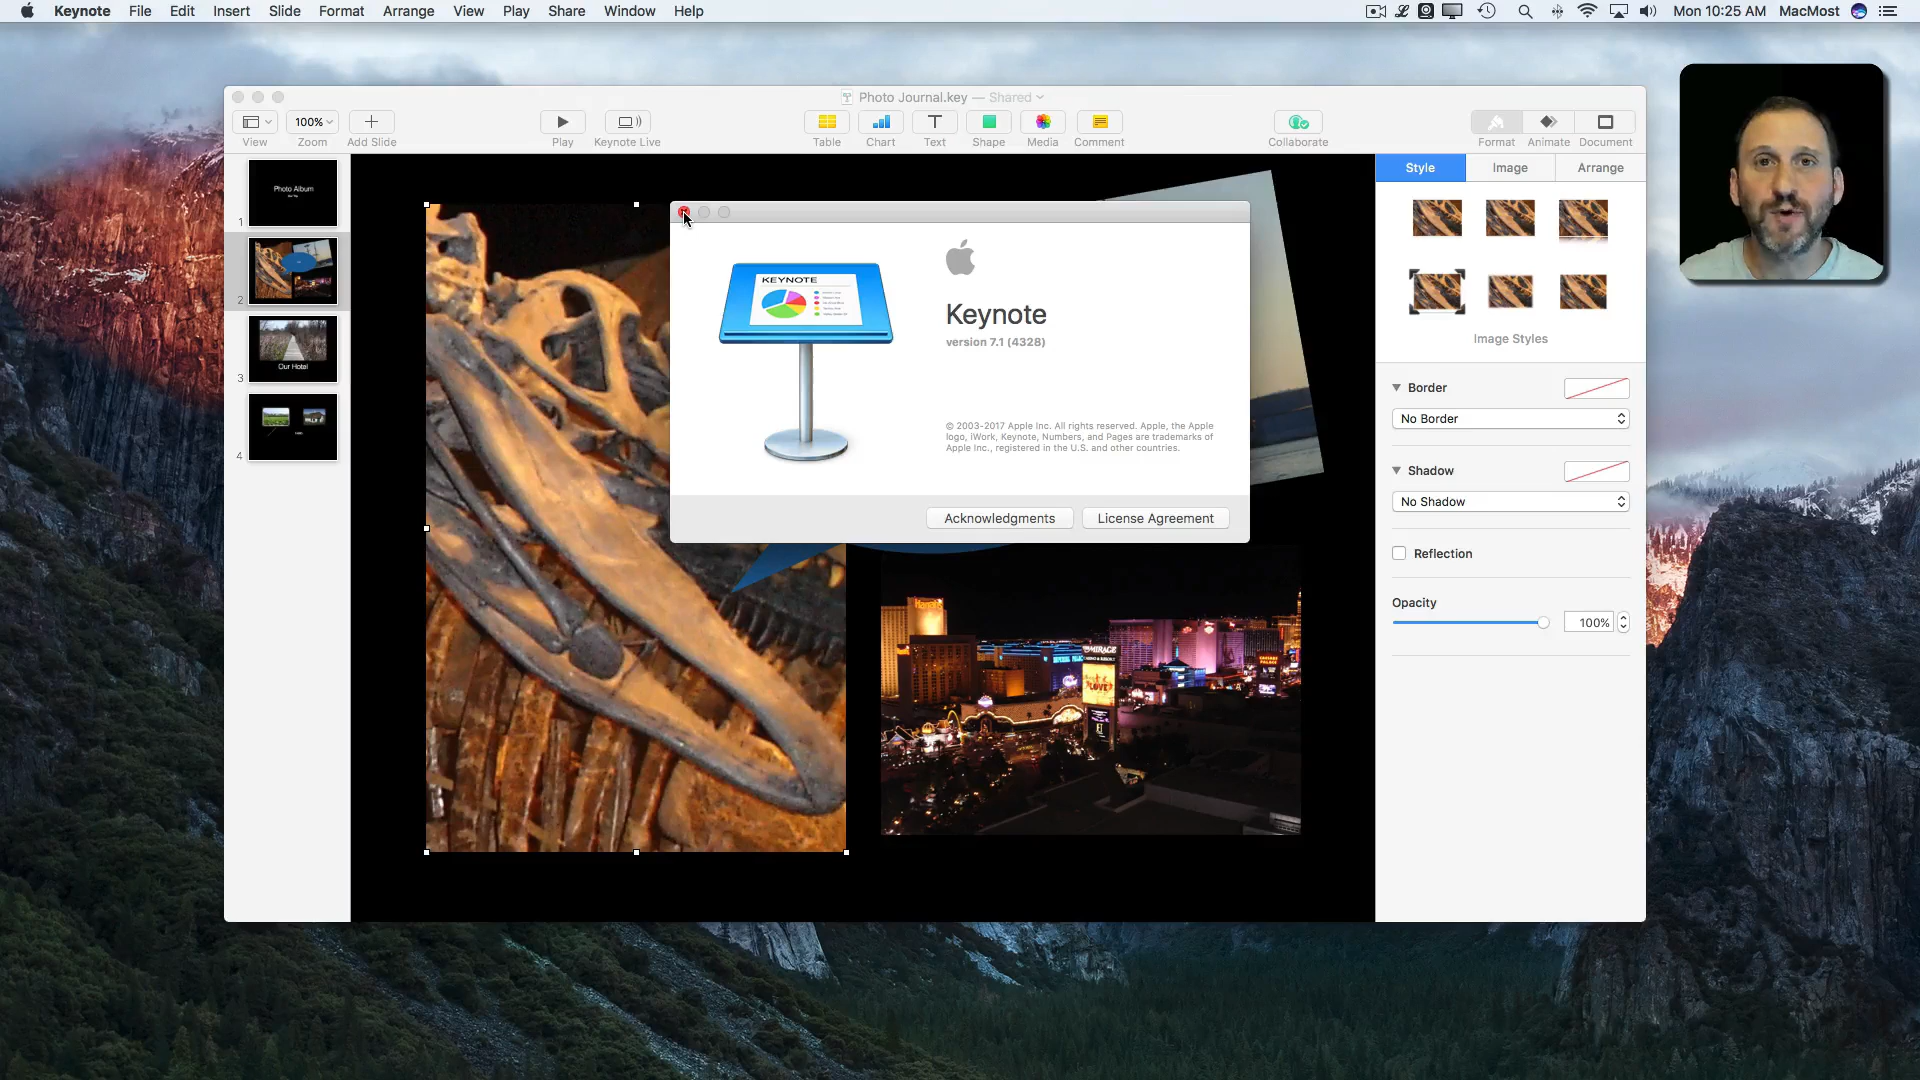 Keynote File Edit Insert Slide Format Arrange View Play Share Window Help
Mon 10:25 AM MacMost
Photo Journal.key — Shared
100%
View Zoom Add Slide Play Keynote Live Table Chart Text Shape Media Comment Collaborate Format Animate Document
Style Image Arrange
Photo Album
1
2
Our Hotel
3
4
KEYNOTE
Keynote
version 7.1 (4328)
© 2003-2017 Apple Inc. All rights reserved. Apple, the Apple
logo, iWork, Keynote, Numbers, and Pages are trademarks of
Apple Inc., registered in the U.S. and other countries.
Acknowledgments License Agreement
Image Styles
Border
No Border
Shadow
No Shadow
Reflection
Opacity
100%
Harrah's
MIRAGE
LOVE